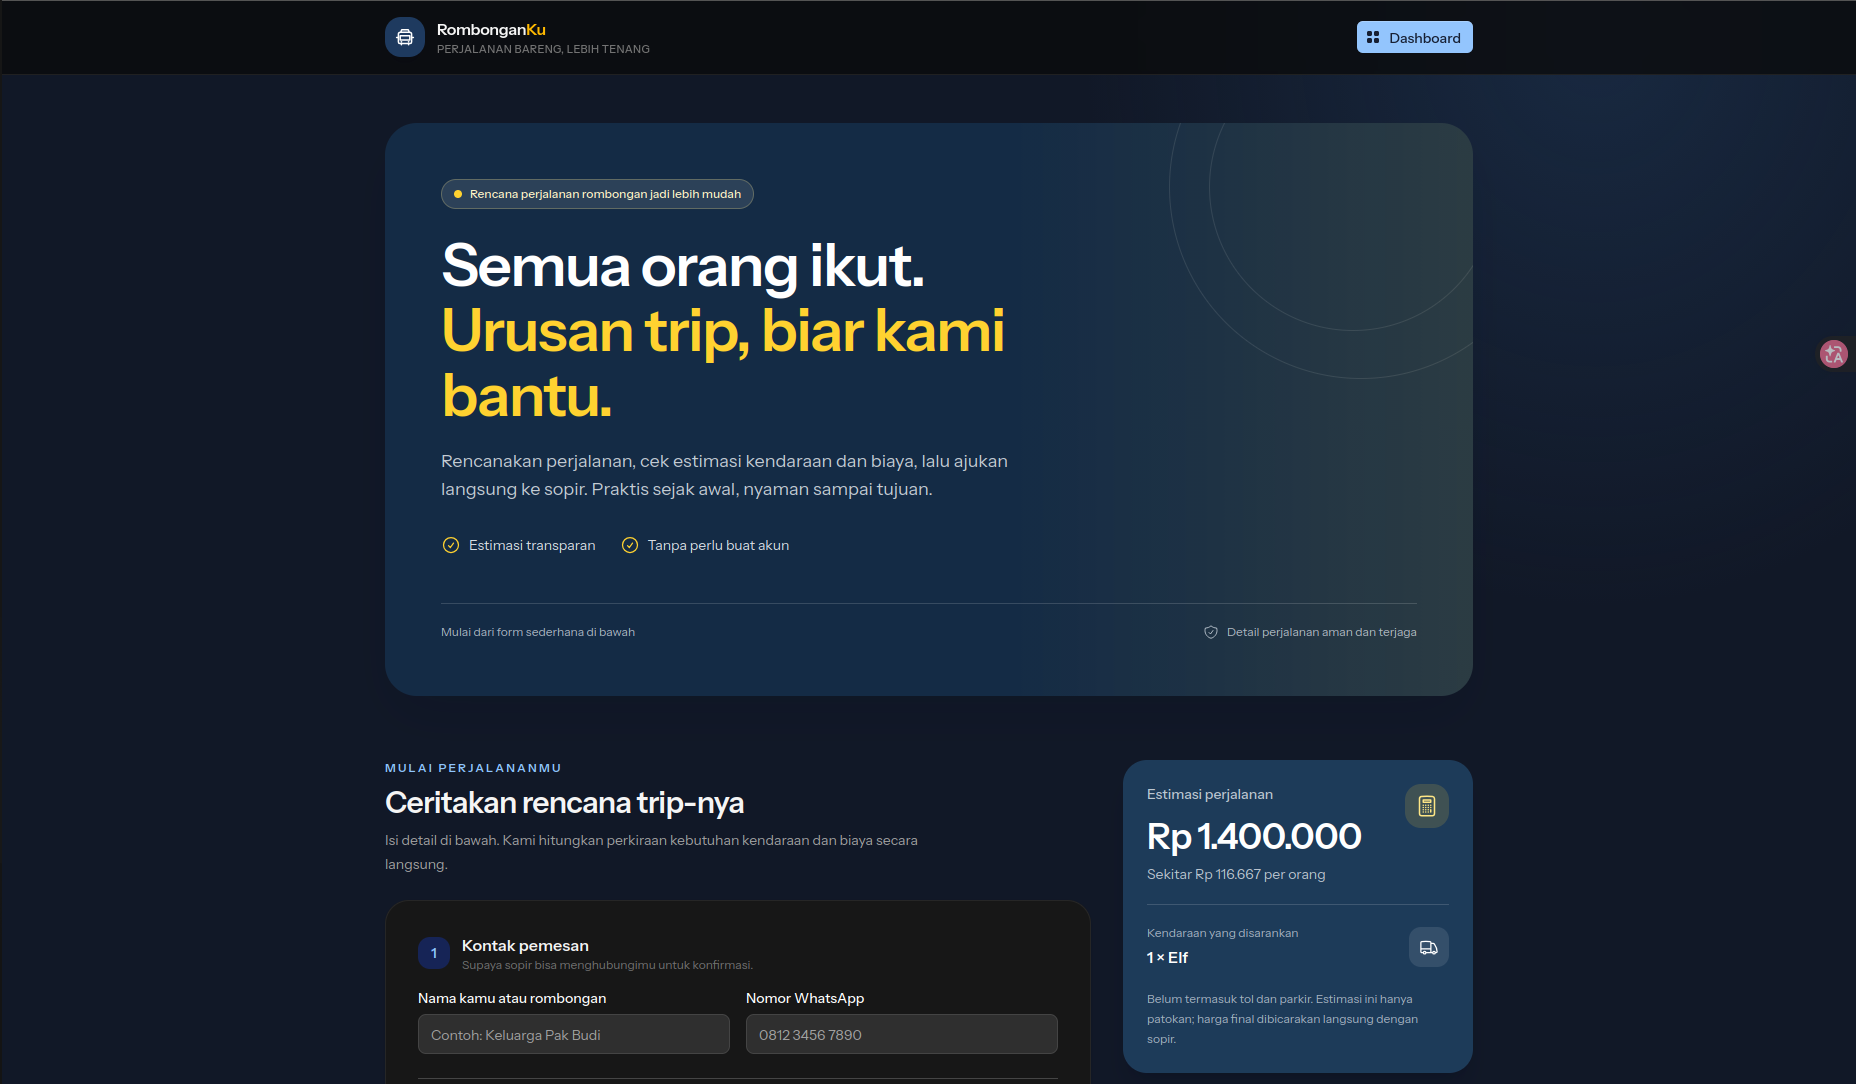 RombonganKu
PERJALANAN BARENG, LEBIH TENANG
Dashboard
Rencana perjalanan rombongan jadi lebih mudah
Semua orang ikut.
Urusan trip, biar kami
bantu.
Rencanakan perjalanan, cek estimasi kendaraan dan biaya, lalu ajukan
langsung ke sopir. Praktis sejak awal, nyaman sampai tujuan.
Estimasi transparan
Tanpa perlu buat akun
Mulai dari form sederhana di bawah
Detail perjalanan aman dan terjaga
MULAI PERJALANANMU
Ceritakan rencana trip-nya
Isi detail di bawah. Kami hitungkan perkiraan kebutuhan kendaraan dan biaya secara
langsung.
1
Kontak pemesan
Supaya sopir bisa menghubungimu untuk konfirmasi.
Nama kamu atau rombongan
Contoh: Keluarga Pak Budi
Nomor WhatsApp
0812 3456 7890
Estimasi perjalanan
Rp 1.400.000
Sekitar Rp 116.667 per orang
Kendaraan yang disarankan
1 × Elf
Belum termasuk tol dan parkir. Estimasi ini hanya
patokan; harga final dibicarakan langsung dengan
sopir.